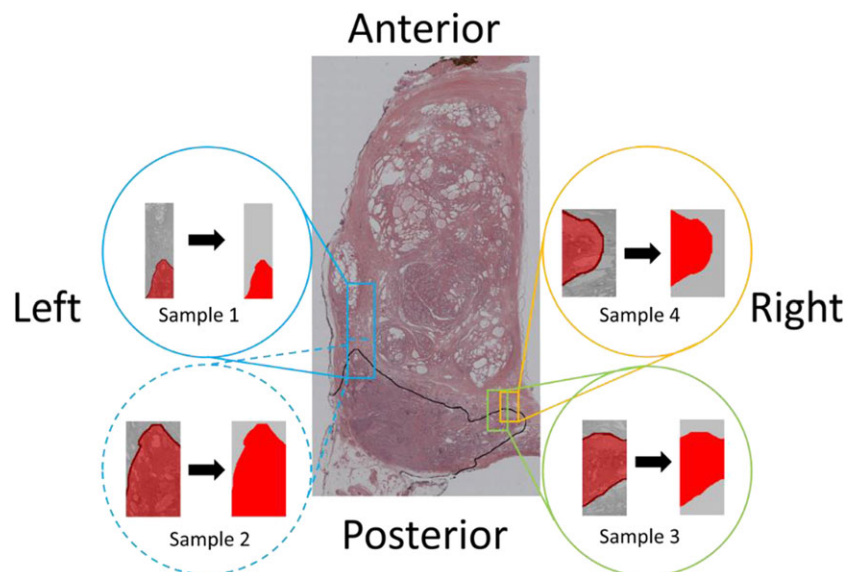 Anterior
Left
Right
Sample 1
Sample 4
Sample 2
Sample 3
Posterior